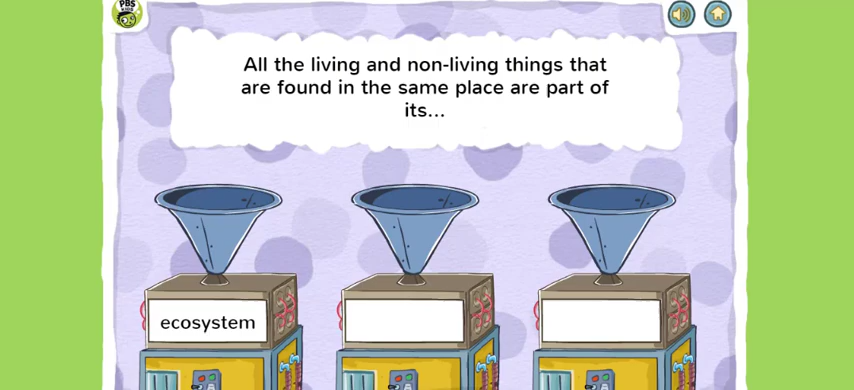 PBS
KIDS
All the living and non-living things that
are found in the same place are part of
its...
ecosystem